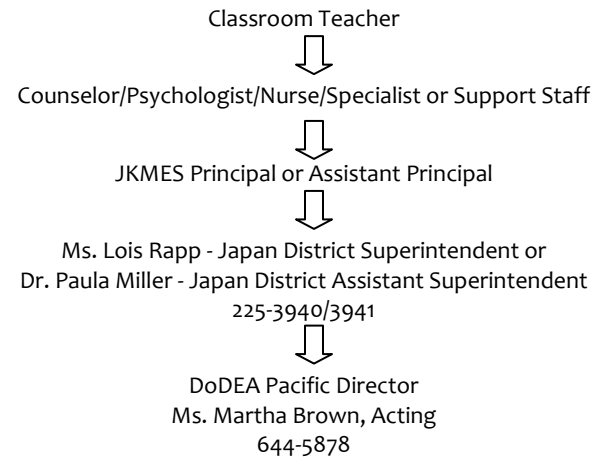 Classroom Teacher
Counselor/Psychologist/Nurse/Specialist or Support Staff
JKMES Principal or Assistant Principal
Ms. Lois Rapp - Japan District Superintendent or
Dr. Paula Miller - Japan District Assistant Superintendent
225-3940/3941
DoDEA Pacific Director
Ms. Martha Brown, Acting
644-5878